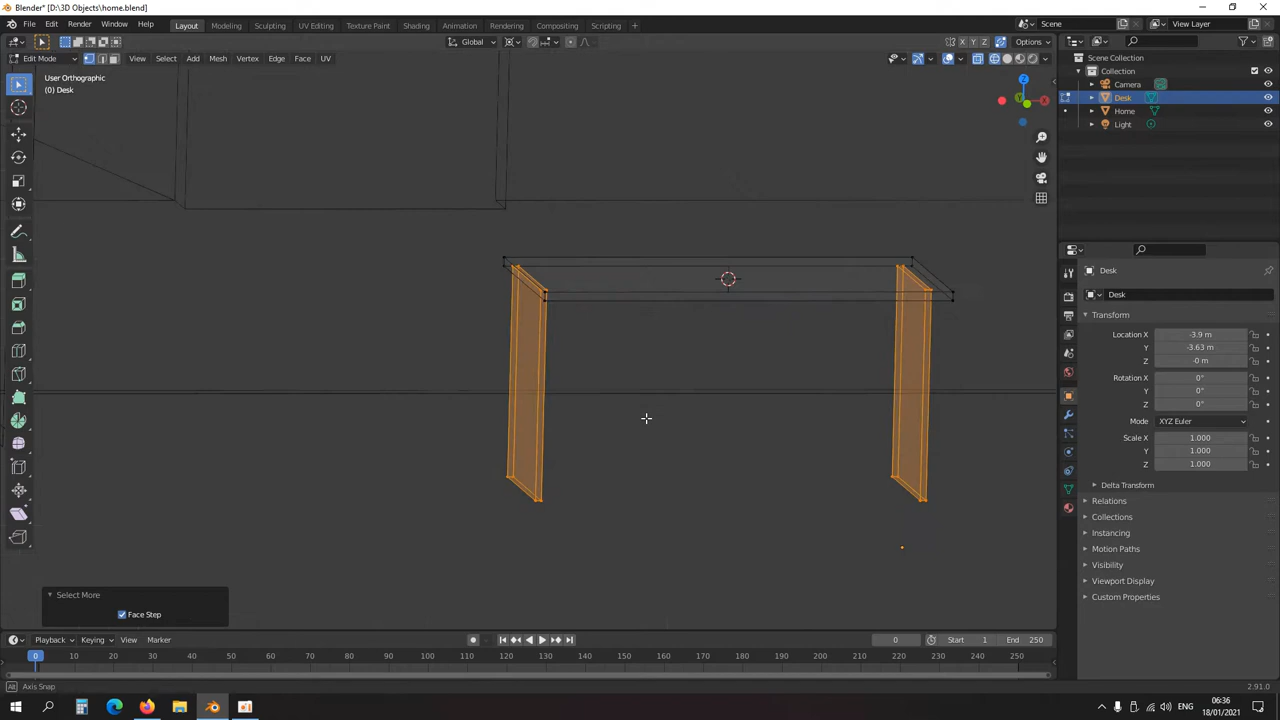 Blender* [D:\3D Objects\home.blend]
File Edit Render Window Help Layout Modeling Sculpting UV Editing Texture Paint Shading Animation Rendering Compositing Scripting + Scene View Layer
Global X Y Z Options
Edit Mode View Select Add Mesh Vertex Edge Face UV
User Orthographic
(0) Desk
Z
X
Scene Collection
Collection
Camera
Desk
Home
Light
Desk
Desk
Transform
Location X -3.9 m
Y -3.63 m
Z -0 m
Rotation X 0°
Y 0°
Z 0°
Mode XYZ Euler
Scale X 1.000
Y 1.000
Z 1.000
Delta Transform
Relations
Collections
Instancing
Motion Paths
Visibility
Viewport Display
Custom Properties
Select More
Face Step
Playback Keying View Marker 0 Start 1 End 250
0 10 20 30 40 50 60 70 80 90 100 110 120 130 140 150 160 170 180 190 200 210 220 230 240 250
Axis Snap 2.91.0
ENG 06:36
18/01/2021